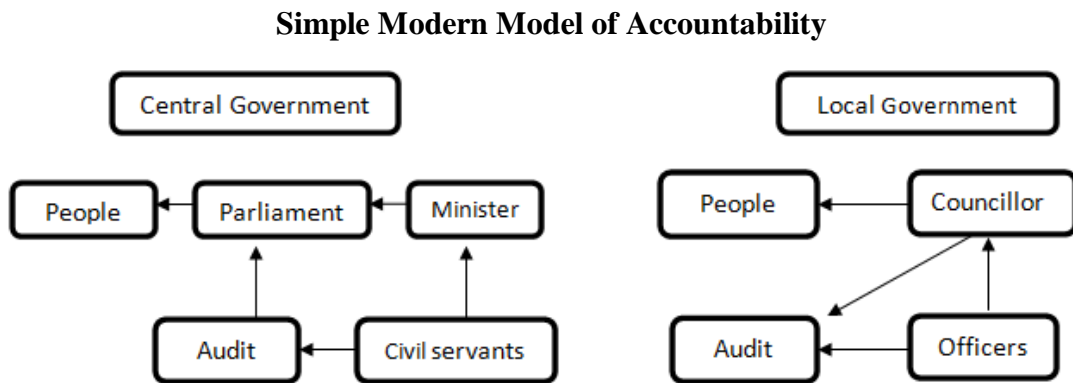 Simple Modern Model of Accountability
Central Government
Local Government
People
Parliament
Minister
People
Councillor
Audit
Civil servants
Audit
Officers